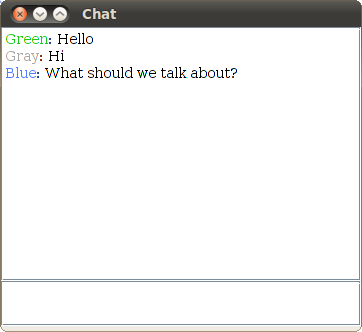 Chat
Green: Hello
Gray: Hi
Blue: What should we talk about?